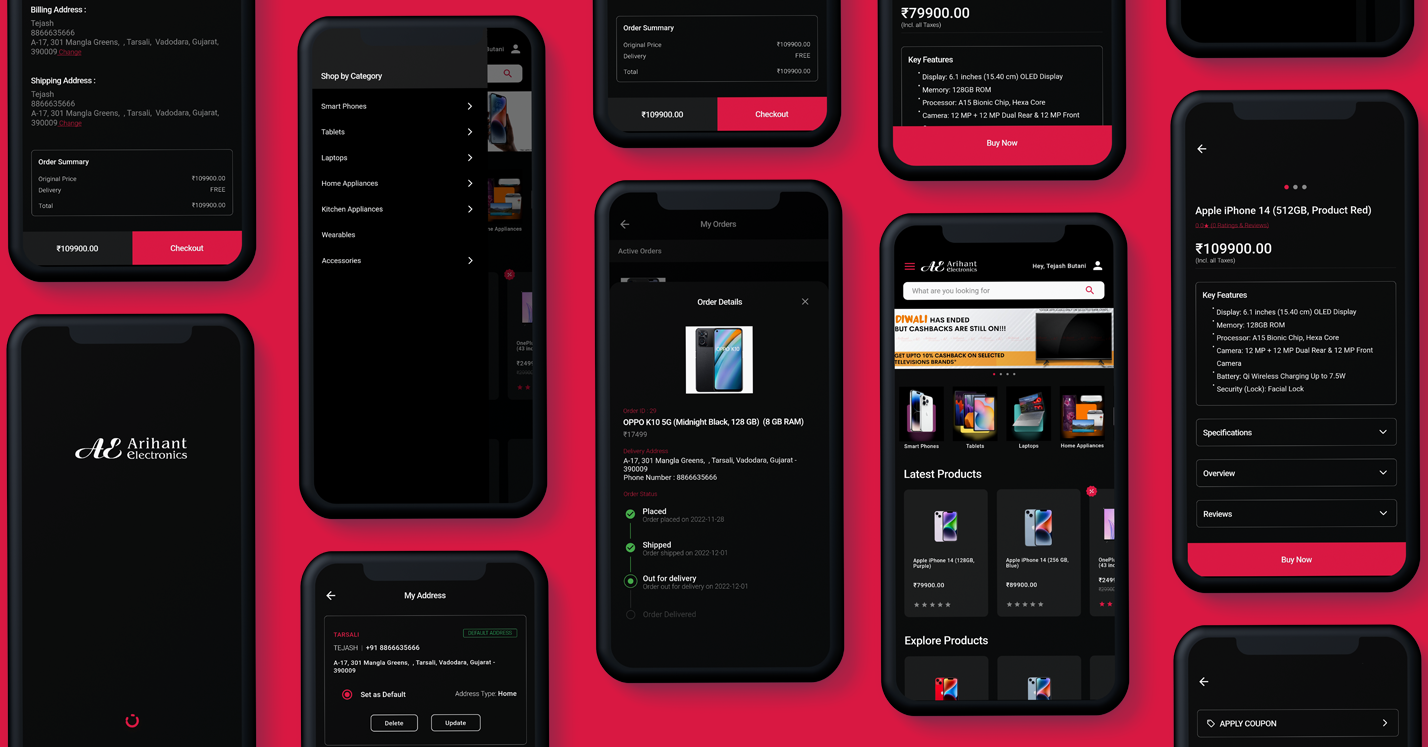 Billing Address :
Tejash
8866635666
A-17, 301 Mangla Greens, , Tarsali, Vadodara, Gujarat,
390009 Change
Shipping Address :
Tejash
8866635666
A-17, 301 Mangla Greens, , Tarsali, Vadodara, Gujarat,
390009 Change
Order Summary
Original Price ₹109900.00
Delivery FREE
Total ₹109900.00
₹109900.00 Checkout
Arihant
electronics
Shop by Category
Smart Phones
Tablets
Laptops
Home Appliances
Kitchen Appliances
Wearables
Accessories
Butani
me Appliances
OnePl
(43 inc
₹2499
My Address
TARSALI
DEFAULT ADDRESS
TEJASH | +91 8866635666
A-17, 301 Mangla Greens, , Tarsali, Vadodara, Gujarat -
390009
Set as Default Address Type: Home
Delete Update
Order Summary
Original Price ₹109900.00
Delivery FREE
Total ₹109900.00
₹109900.00 Checkout
My Orders
Active Orders
Order Details
OPPO K10
Order ID : 25
OPPO K10 5G (Midnight Black, 128 GB) (8 GB RAM)
₹17499
Delivery Address
A-17, 301 Mangla Greens, , Tarsali, Vadodara, Gujarat -
390009
Phone Number : 8866635666
Order Status
Placed
Order placed on 2022-11-28
Shipped
Order shipped on 2022-12-01
Out for delivery
Order out for delivery on 2022-12-01
Order Delivered
₹79900.00
(Incl. all Taxes)
Key Features
Display: 6.1 inches (15.40 cm) OLED Display
Memory: 128GB ROM
Processor: A15 Bionic Chip, Hexa Core
Camera: 12 MP + 12 MP Dual Rear & 12 MP Front
Buy Now
Arihant
electronics
Hey, Tejash Butani
What are you looking for
DIWALI HAS ENDED
BUT CASHBACKS ARE STILL ON!!!
GET UPTO 10% CASHBACK ON SELECTED
TELEVISIONS BRANDS*
Smart Phones Tablets Laptops Home Appliances
Latest Products
Apple iPhone 14 (128GB,
Purple)
₹79900.00
Apple iPhone 14 (256 GB,
Blue)
₹89900.00
OnePl
(43 inc
₹2499
Explore Products
Apple iPhone 14 (512GB, Product Red)
0.0★ (0 Ratings & Reviews)
₹109900.00
(Incl. all Taxes)
Key Features
Display: 6.1 inches (15.40 cm) OLED Display
Memory: 128GB ROM
Processor: A15 Bionic Chip, Hexa Core
Camera: 12 MP + 12 MP Dual Rear & 12 MP Front
Camera
Battery: Qi Wireless Charging Up to 7.5W
Security (Lock): Facial Lock
Specifications
Overview
Reviews
Buy Now
APPLY COUPON